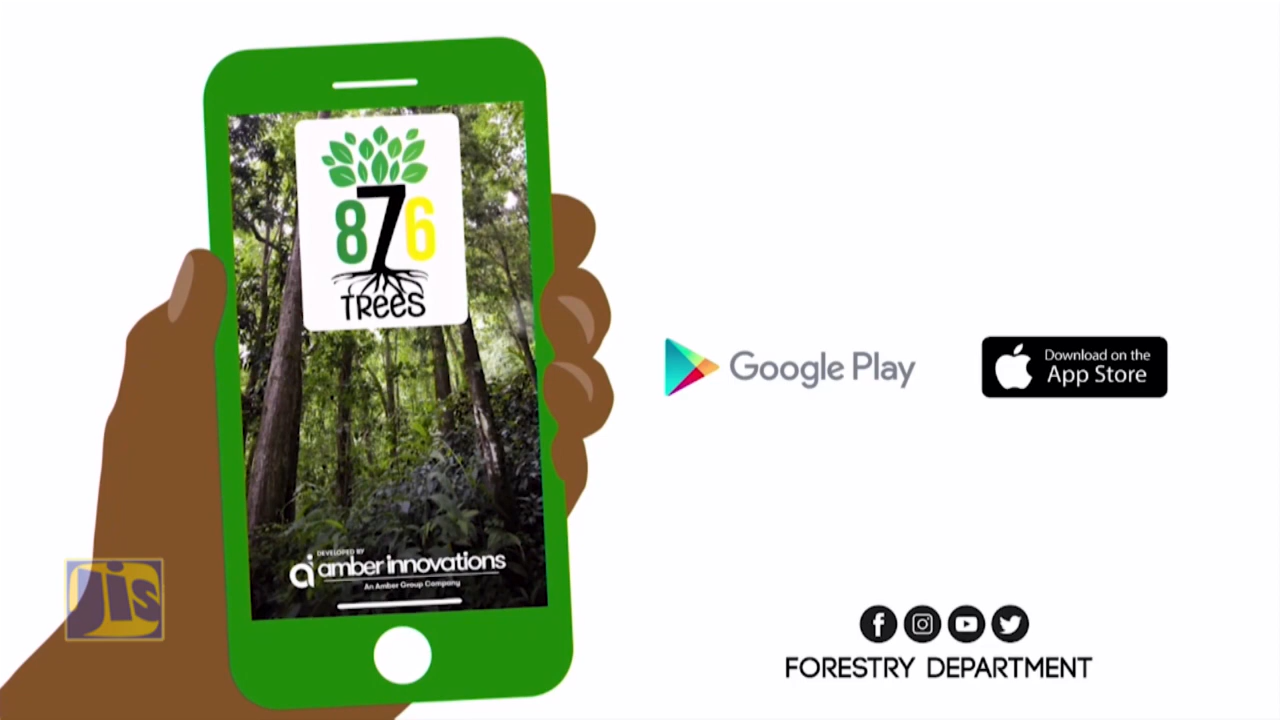 876
TREES
DEVELOPED BY
amber innovations
An Amber Group Company
jis
Google Play
Download on the
App Store
FORESTRY DEPARTMENT